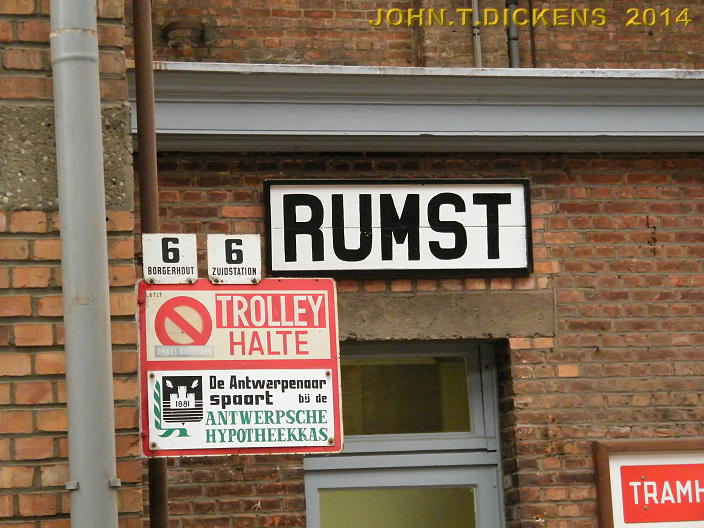 JOHN.T.DICKENS 2014
RUMST
6
BORGERHOUT
6
ZUIDSTATION
TROLLEY
HALTE
De Antwerpenaar
spaart bij de
ANTWERPSCHE
HYPOTHEEKKAS
1881
TRAMH